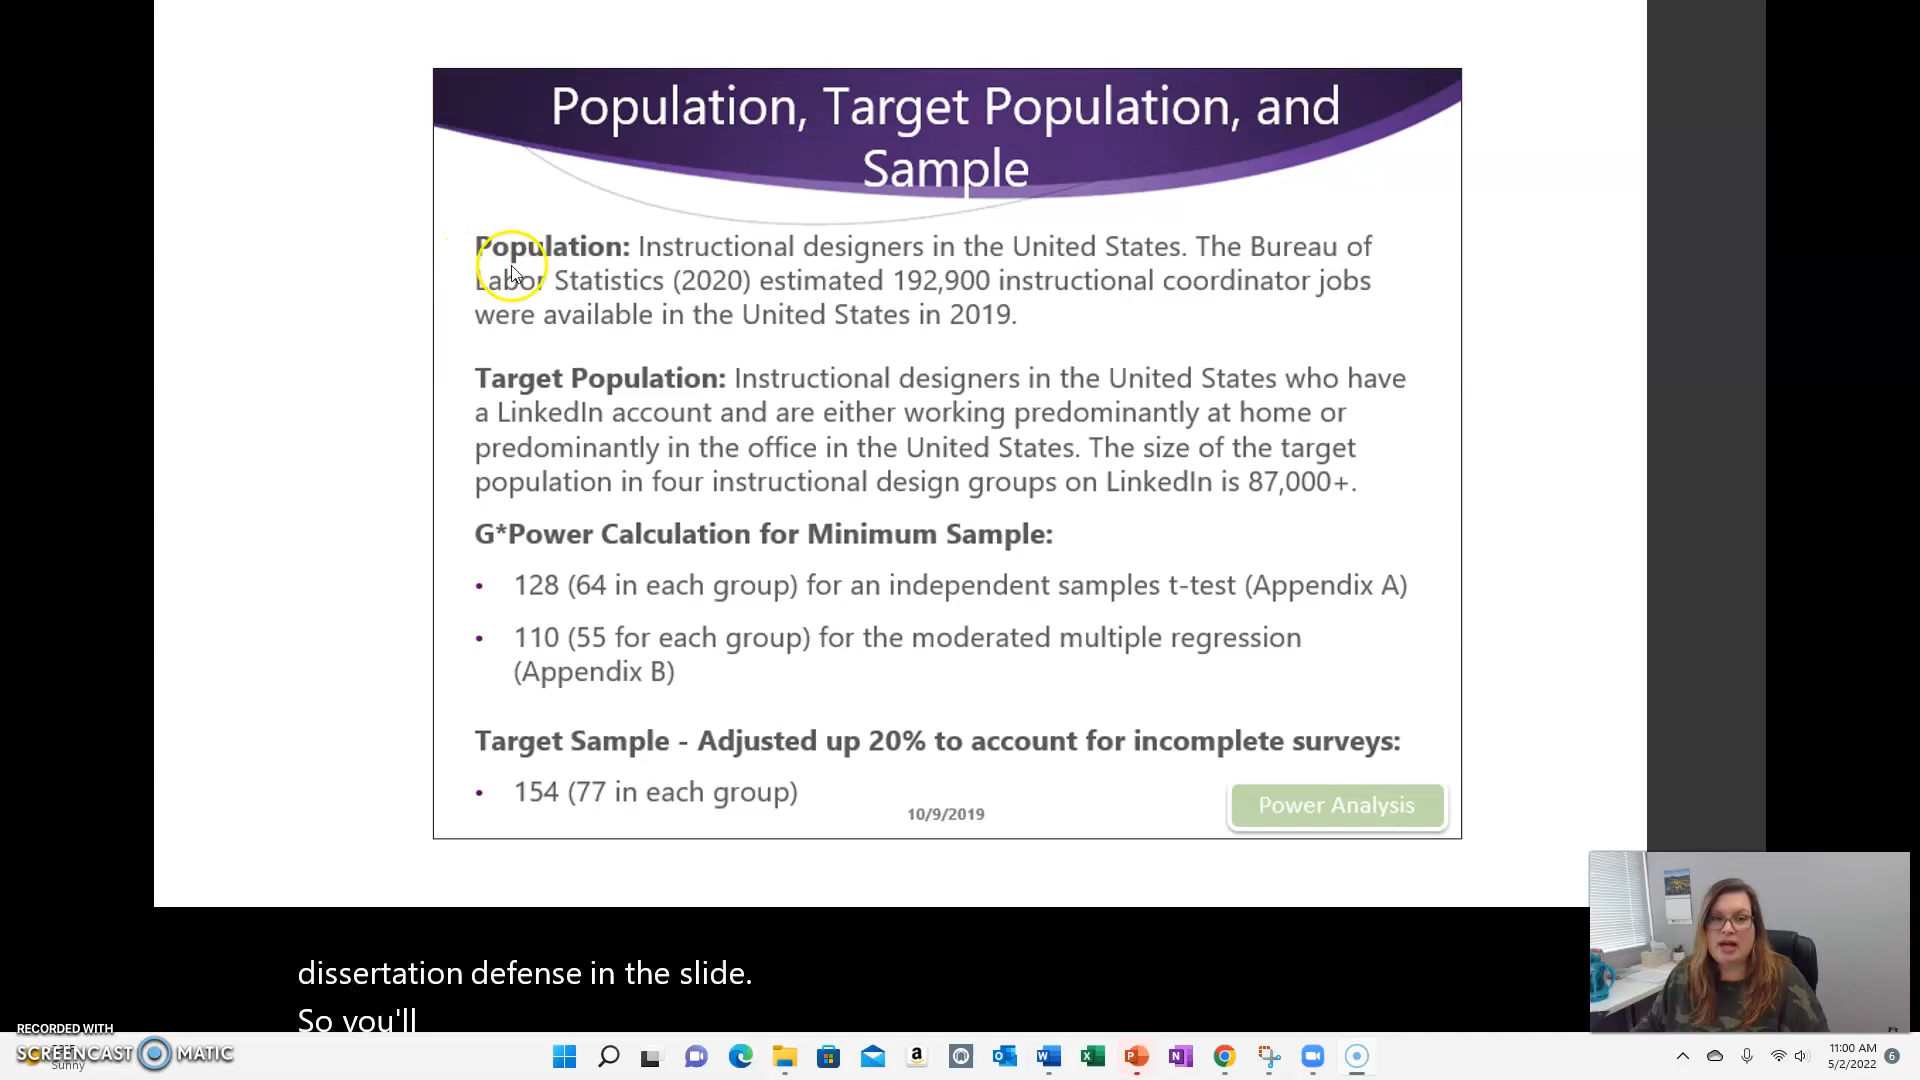 Population, Target Population, and
Sample
Population: Instructional designers in the United States. The Bureau of
Labor Statistics (2020) estimated 192,900 instructional coordinator jobs
were available in the United States in 2019.
Target Population: Instructional designers in the United States who have
a LinkedIn account and are either working predominantly at home or
predominantly in the office in the United States. The size of the target
population in four instructional design groups on LinkedIn is 87,000+.
G*Power Calculation for Minimum Sample:
• 128 (64 in each group) for an independent samples t-test (Appendix A)
• 110 (55 for each group) for the moderated multiple regression
(Appendix B)
Target Sample - Adjusted up 20% to account for incomplete surveys:
• 154 (77 in each group)
10/9/2019
Power Analysis
dissertation defense in the slide.
So you'll
RECORDED WITH
SCREENCAST MATIC
Sunny
11:00 AM
5/2/2022
6